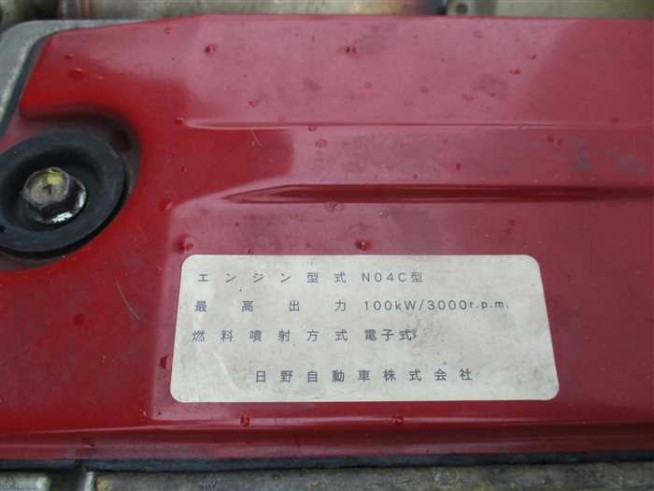 エンジン型式 N04C型
最高出力 100kW/3000r.p.m.
燃料噴射方式 電子式
日野自動車株式会社